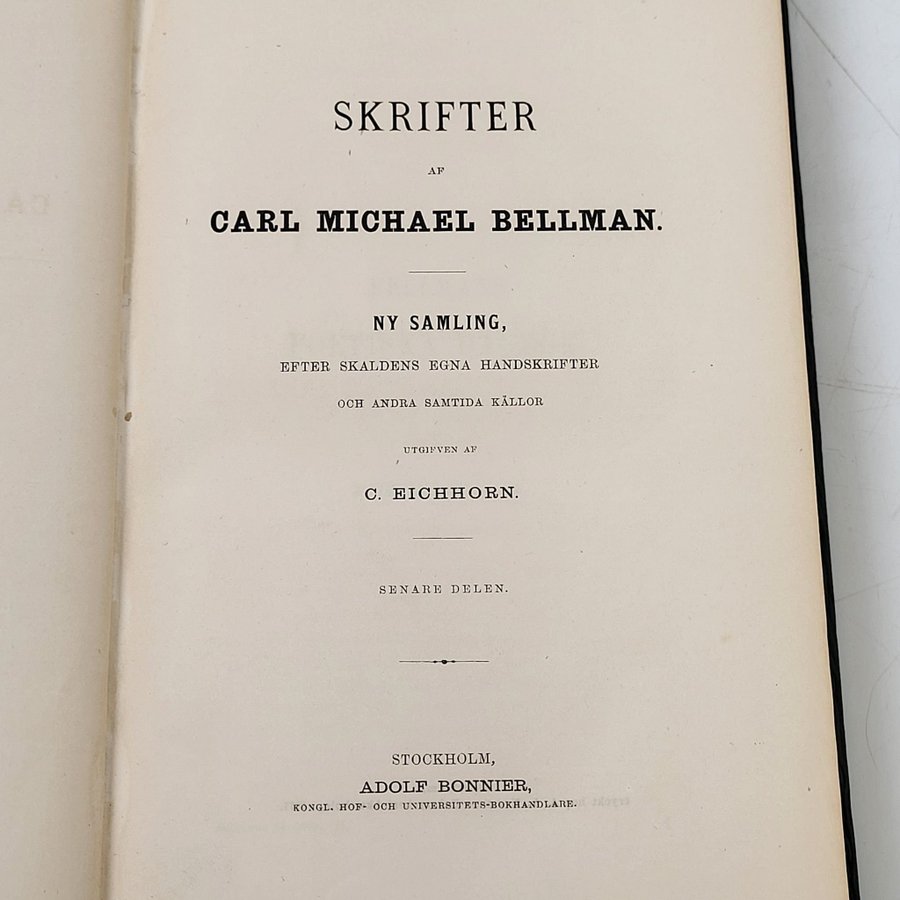 SKRIFTER
AF
CARL MICHAEL BELLMAN.
NY SAMLING,
EFTER SKALDENS EGNA HANDSKRIFTER
OCH ANDRA SAMTIDA KÄLLOR
UTGIFVEN AF
C. EICHHORN.
SENARE DELEN.
STOCKHOLM,
ADOLF BONNIER,
KONGL. HOF- OCH UNIVERSITETS-BOKHANDLARE.